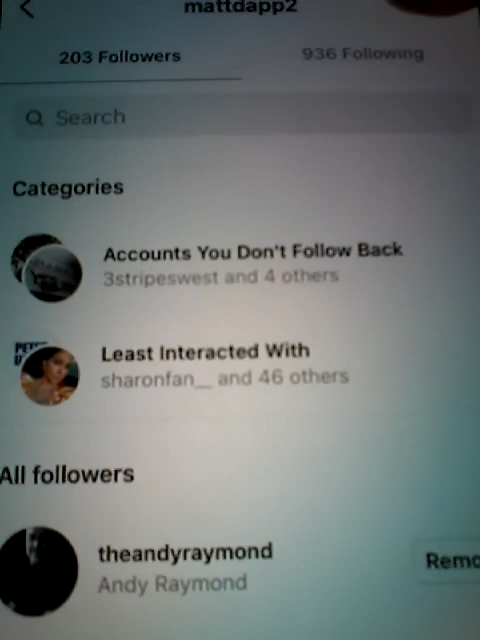 mattdapp2
203 Followers
936 Following
Search
Categories
Accounts You Don't Follow Back
3stripeswest and 4 others
Least Interacted With
sharonfan__ and 46 others
All followers
theandyraymond
Remo
Andy Raymond